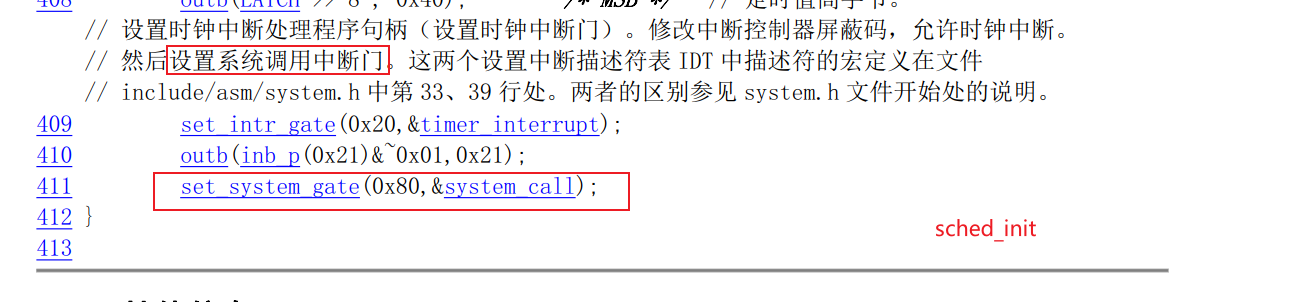 408 outb(LATCH >> 8 , 0x40); /* MSB */ // 定时值高字节。
// 设置时钟中断处理程序句柄（设置时钟中断门）。修改中断控制器屏蔽码，允许时钟中断。
// 然后设置系统调用中断门。这两个设置中断描述符表 IDT 中描述符的宏定义在文件
// include/asm/system.h 中第 33、39 行处。两者的区别参见 system.h 文件开始处的说明。
409 set_intr_gate(0x20,&timer_interrupt);
410 outb(inb_p(0x21)&~0x01,0x21);
411 set_system_gate(0x80,&system_call);
412 }
sched_init
413